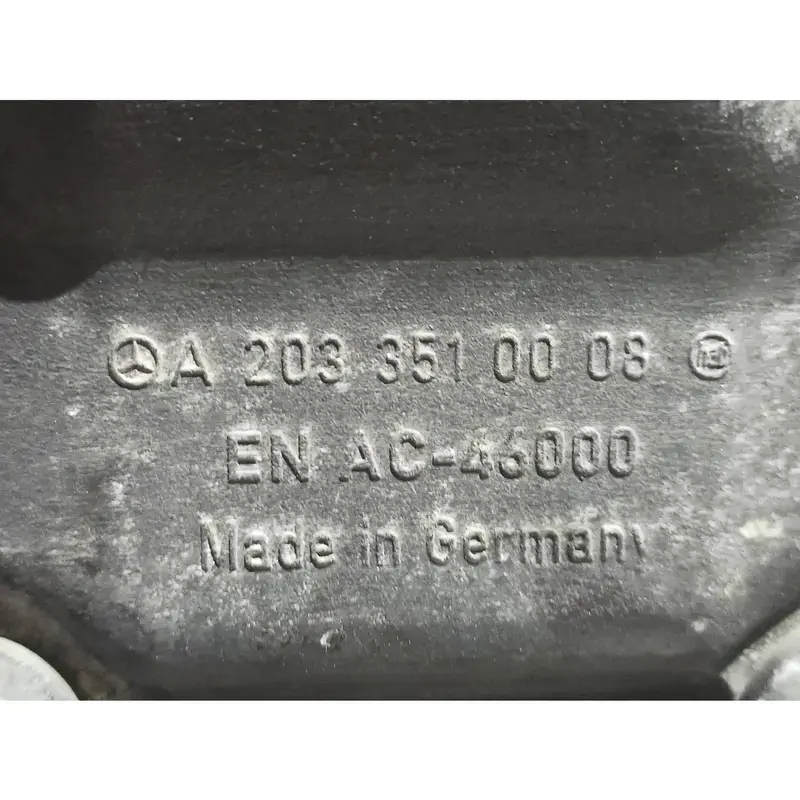 A 203 351 00 08
EN AC-46000
Made in Germany